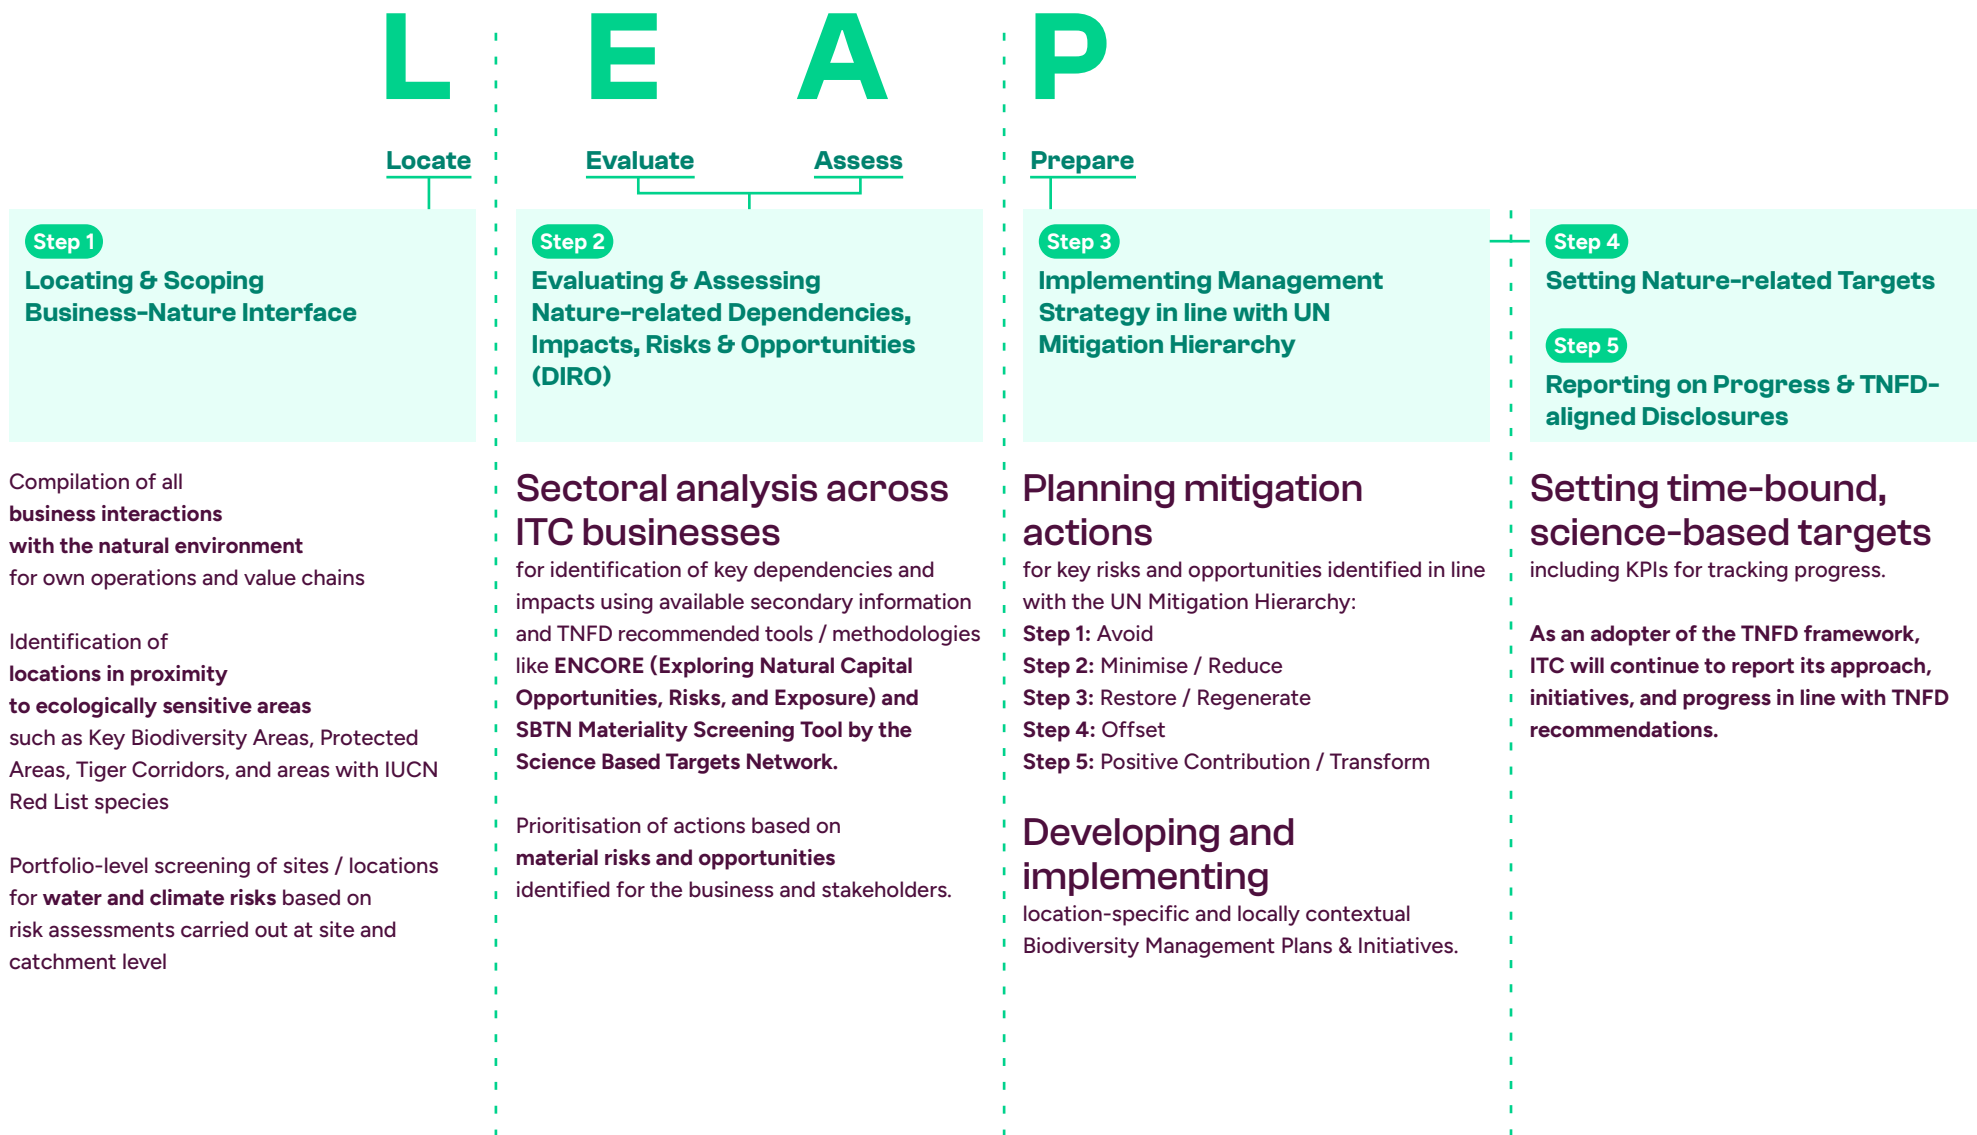 L E A P
Locate
Evaluate
Assess
Prepare
Step 1
Locating & Scoping
Business-Nature Interface
Compilation of all
business interactions
with the natural environment
for own operations and value chains
Identification of
locations in proximity
to ecologically sensitive areas
such as Key Biodiversity Areas, Protected
Areas, Tiger Corridors, and areas with IUCN
Red List species
Portfolio-level screening of sites / locations
for water and climate risks based on
risk assessments carried out at site and
catchment level
Step 2
Evaluating & Assessing
Nature-related Dependencies,
Impacts, Risks & Opportunities
(DIRO)
Sectoral analysis across
ITC businesses
for identification of key dependencies and
impacts using available secondary information
and TNFD recommended tools / methodologies
like ENCORE (Exploring Natural Capital
Opportunities, Risks, and Exposure) and
SBTN Materiality Screening Tool by the
Science Based Targets Network.
Prioritisation of actions based on
material risks and opportunities
identified for the business and stakeholders.
Step 3
Implementing Management
Strategy in line with UN
Mitigation Hierarchy
Planning mitigation
actions
for key risks and opportunities identified in line
with the UN Mitigation Hierarchy:
Step 1: Avoid
Step 2: Minimise / Reduce
Step 3: Restore / Regenerate
Step 4: Offset
Step 5: Positive Contribution / Transform
Developing and
implementing
location-specific and locally contextual
Biodiversity Management Plans & Initiatives.
Step 4
Setting Nature-related Targets
Step 5
Reporting on Progress & TNFD-
aligned Disclosures
Setting time-bound,
science-based targets
including KPIs for tracking progress.
As an adopter of the TNFD framework,
ITC will continue to report its approach,
initiatives, and progress in line with TNFD
recommendations.